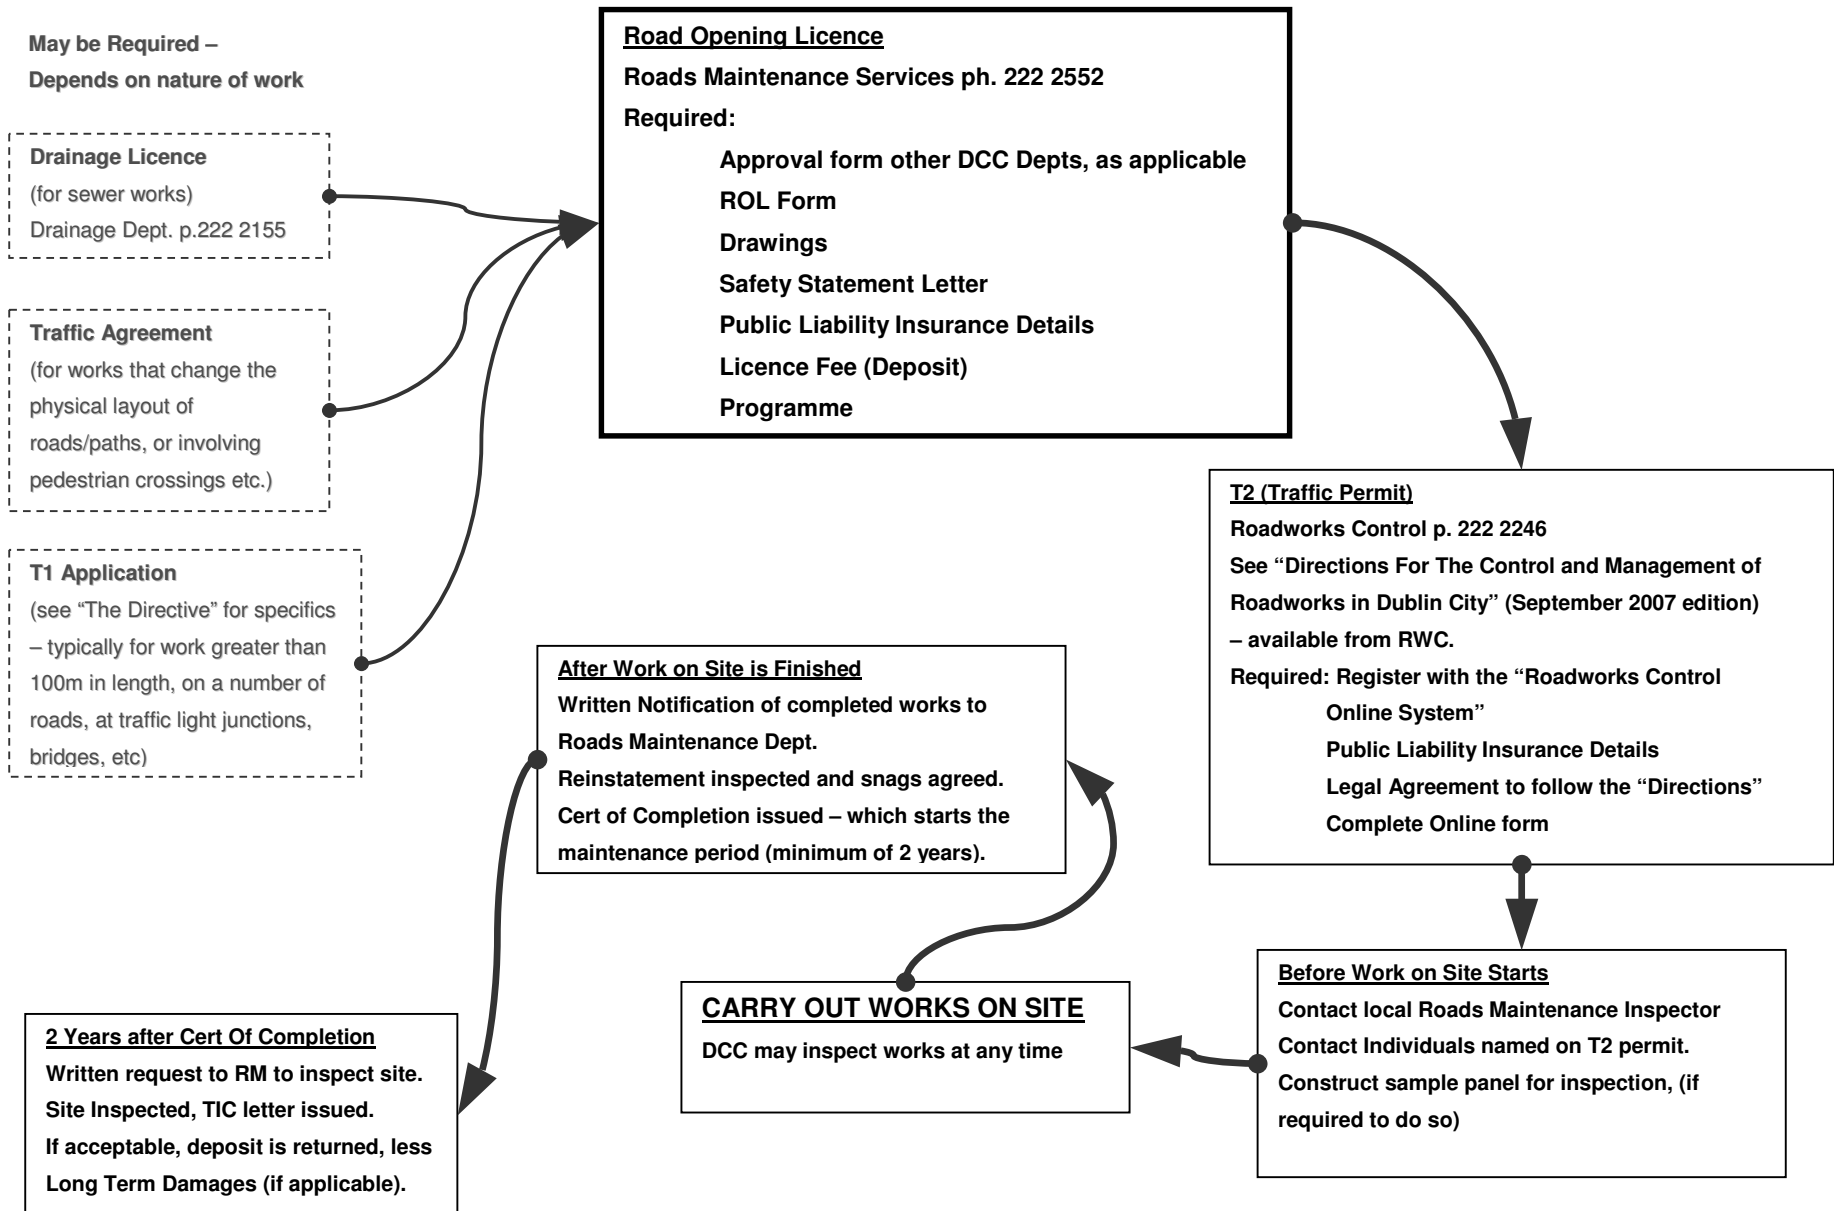 May be Required –
Depends on nature of work
Drainage Licence
(for sewer works)
Drainage Dept. p.222 2155
Traffic Agreement
(for works that change the
physical layout of
roads/paths, or involving
pedestrian crossings etc.)
T1 Application
(see “The Directive” for specifics
– typically for work greater than
100m in length, on a number of
roads, at traffic light junctions,
bridges, etc)
Road Opening Licence
Roads Maintenance Services ph. 222 2552
Required:
Approval form other DCC Depts, as applicable
ROL Form
Drawings
Safety Statement Letter
Public Liability Insurance Details
Licence Fee (Deposit)
Programme
T2 (Traffic Permit)
Roadworks Control p. 222 2246
See “Directions For The Control and Management of
Roadworks in Dublin City” (September 2007 edition)
– available from RWC.
Required: Register with the “Roadworks Control
Online System”
Public Liability Insurance Details
Legal Agreement to follow the “Directions”
Complete Online form
Before Work on Site Starts
Contact local Roads Maintenance Inspector
Contact Individuals named on T2 permit.
Construct sample panel for inspection, (if
required to do so)
CARRY OUT WORKS ON SITE
DCC may inspect works at any time
After Work on Site is Finished
Written Notification of completed works to
Roads Maintenance Dept.
Reinstatement inspected and snags agreed.
Cert of Completion issued – which starts the
maintenance period (minimum of 2 years).
2 Years after Cert Of Completion
Written request to RM to inspect site.
Site Inspected, TIC letter issued.
If acceptable, deposit is returned, less
Long Term Damages (if applicable).